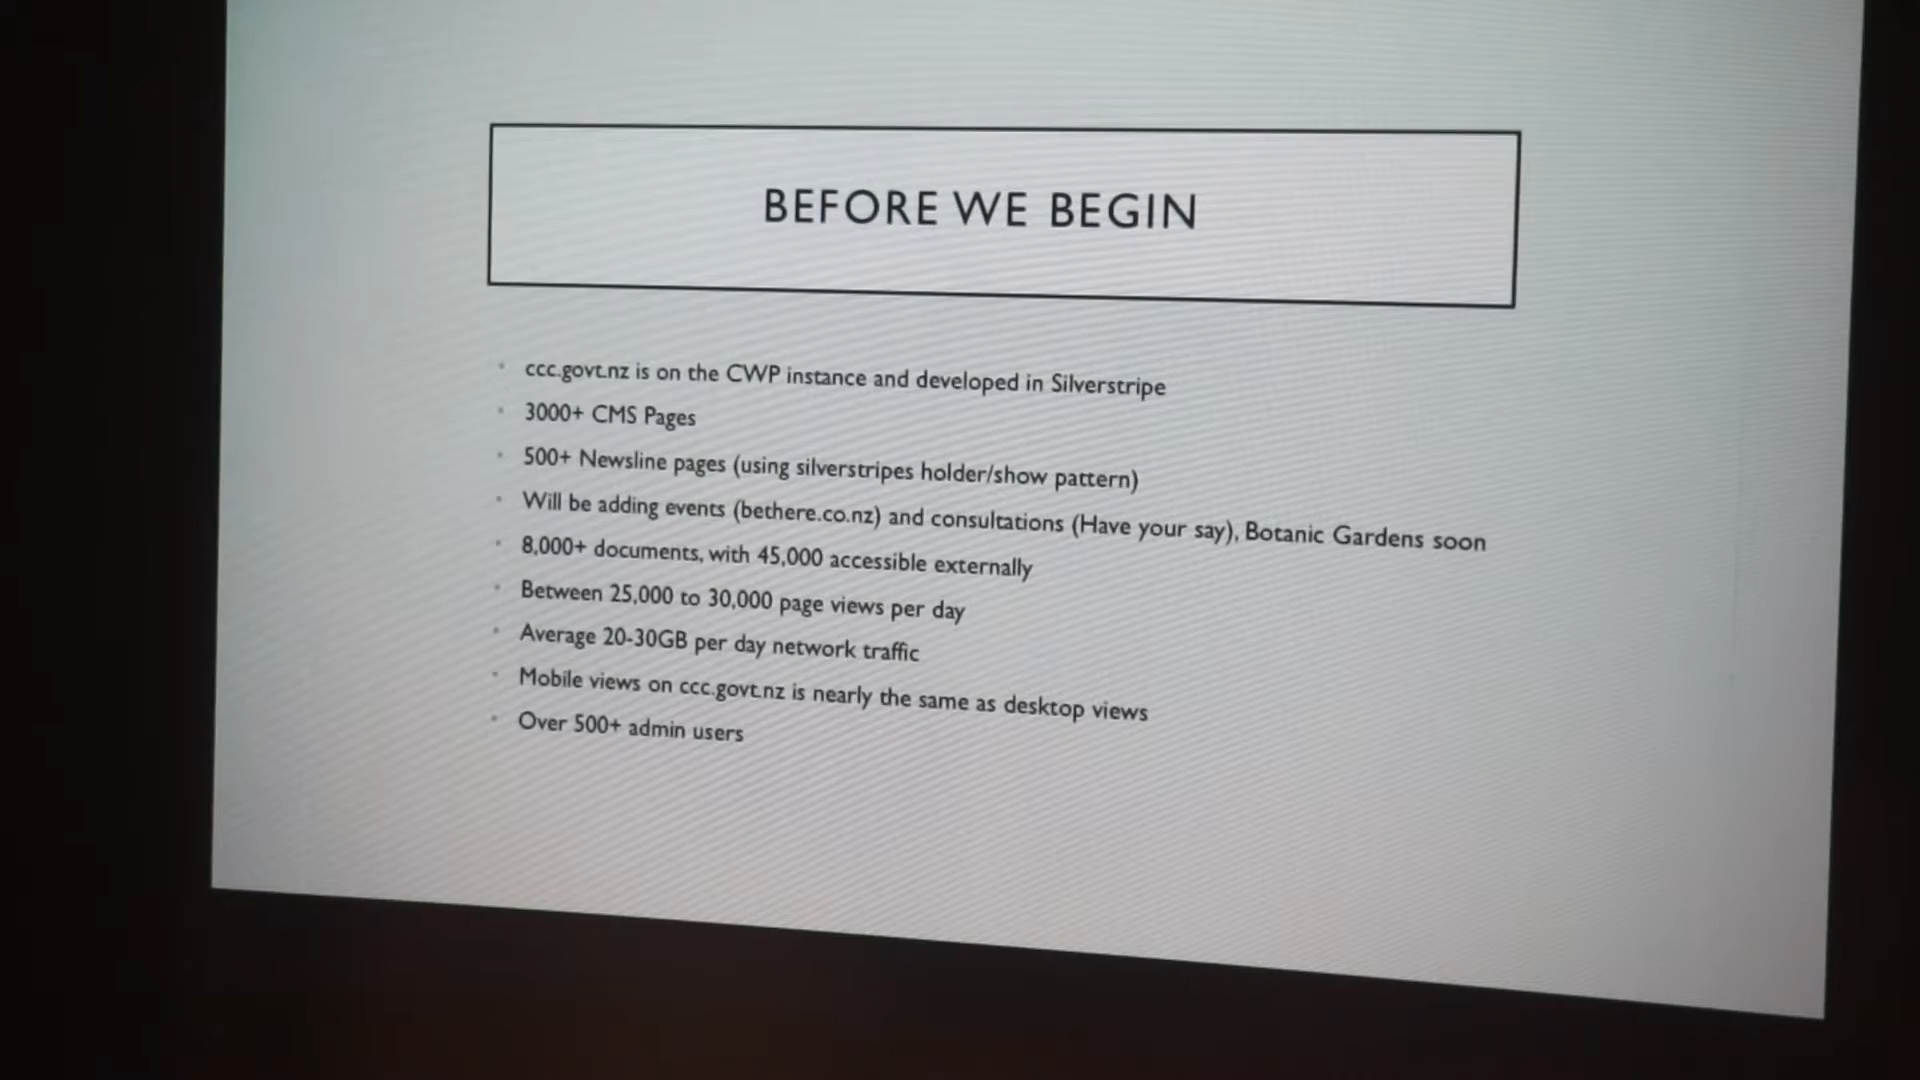 BEFORE WE BEGIN
ccc.govt.nz is on the CWP instance and developed in Silverstripe
3000+ CMS Pages
500+ Newsline pages (using silverstripes holder/show pattern)
Will be adding events (bethere.co.nz) and consultations (Have your say), Botanic Gardens soon
8,000+ documents, with 45,000 accessible externally
Between 25,000 to 30,000 page views per day
Average 20-30GB per day network traffic
Mobile views on ccc.govt.nz is nearly the same as desktop views
Over 500+ admin users